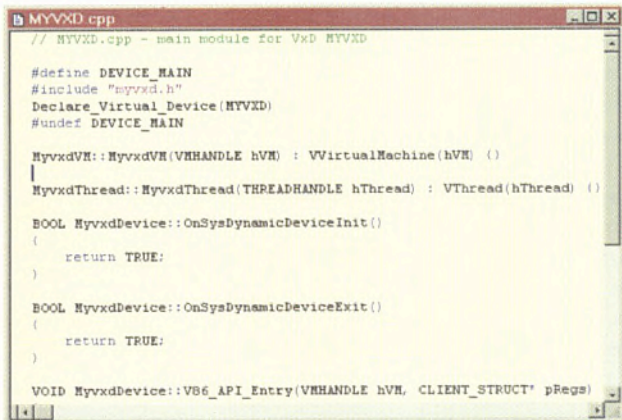 MYVXD.cpp
// MYVXD.cpp - main module for VxD MYVXD
#define DEVICE_MAIN
#include "myvxd.h"
Declare_Virtual_Device(MYVXD)
#undef DEVICE_MAIN
MyvxdVM::MyvxdVM(VMHANDLE hVM) : VVirtualMachine(hVM) {}
MyvxdThread::MyvxdThread(THREADHANDLE hThread) : VThread(hThread) {}
BOOL MyvxdDevice::OnSysDynamicDeviceInit()
{
return TRUE;
}
BOOL MyvxdDevice::OnSysDynamicDeviceExit()
{
return TRUE;
}
VOID MyvxdDevice::V86_API_Entry(VMHANDLE hVM, CLIENT_STRUCT* pRegs)